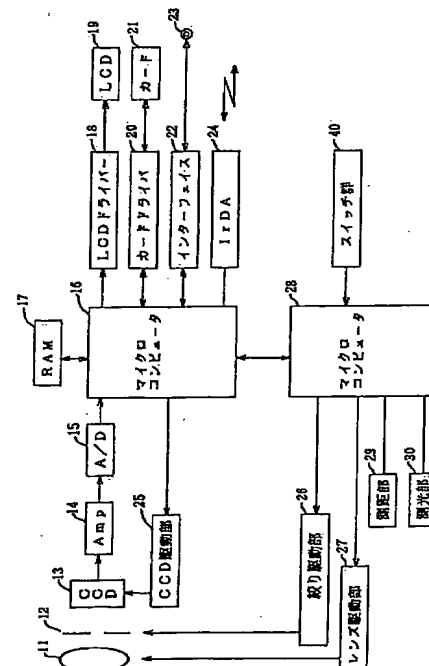 11
12
13
CCD
14
Amp
15
A/D
17
RAM
16
マイクロ
コンピュータ
18
LCDドライバー
19
LCD
20
カードドライバ
21
カード
22
インターフェイス
23
24
IrDA
25
CCD駆動部
26
絞り駆動部
27
レンズ駆動部
28
マイクロ
コンピュータ
29
測距部
30
測光部
40
スイッチ群